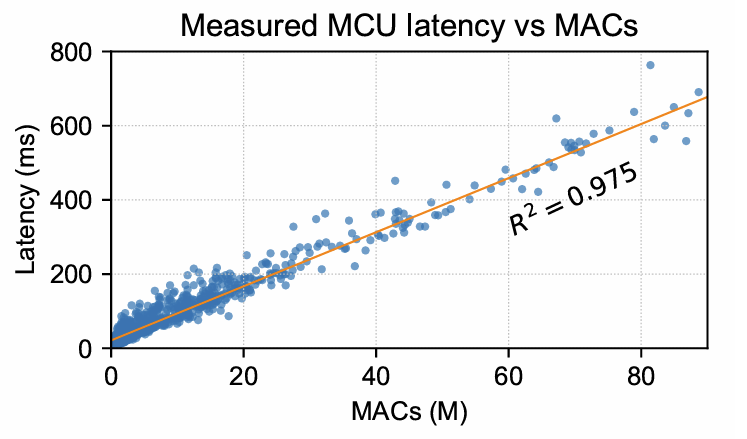 Measured MCU latency vs MACs
800
600
400
200
0
Latency (ms)
R² = 0.975
0 20 40 60 80
MACs (M)